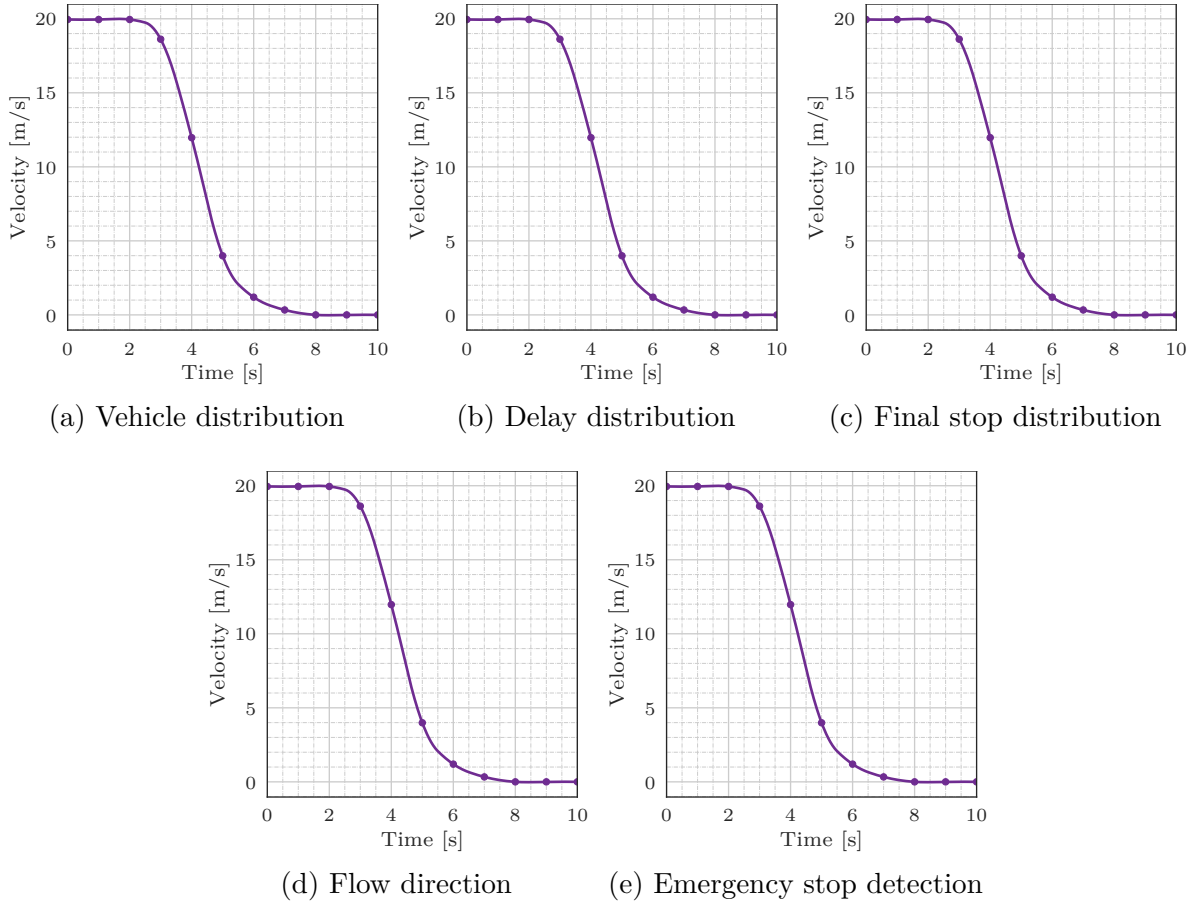 20
15
10
5
0
Velocity [m/s]
0 2 4 6 8 10
Time [s]
(a) Vehicle distribution
20
15
10
5
0
Velocity [m/s]
0 2 4 6 8 10
Time [s]
(b) Delay distribution
20
15
10
5
0
Velocity [m/s]
0 2 4 6 8 10
Time [s]
(c) Final stop distribution
20
15
10
5
0
Velocity [m/s]
0 2 4 6 8 10
Time [s]
(d) Flow direction
20
15
10
5
0
Velocity [m/s]
0 2 4 6 8 10
Time [s]
(e) Emergency stop detection